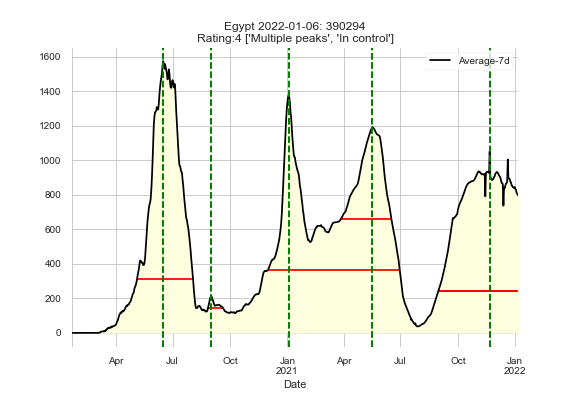 Egypt 2022-01-06: 390294
Rating:4 ['Multiple peaks', 'In control']
Average-7d
1600
1400
1200
1000
800
600
400
200
0
Apr Jul Oct Jan Apr Jul Oct Jan
2021 2022
Date